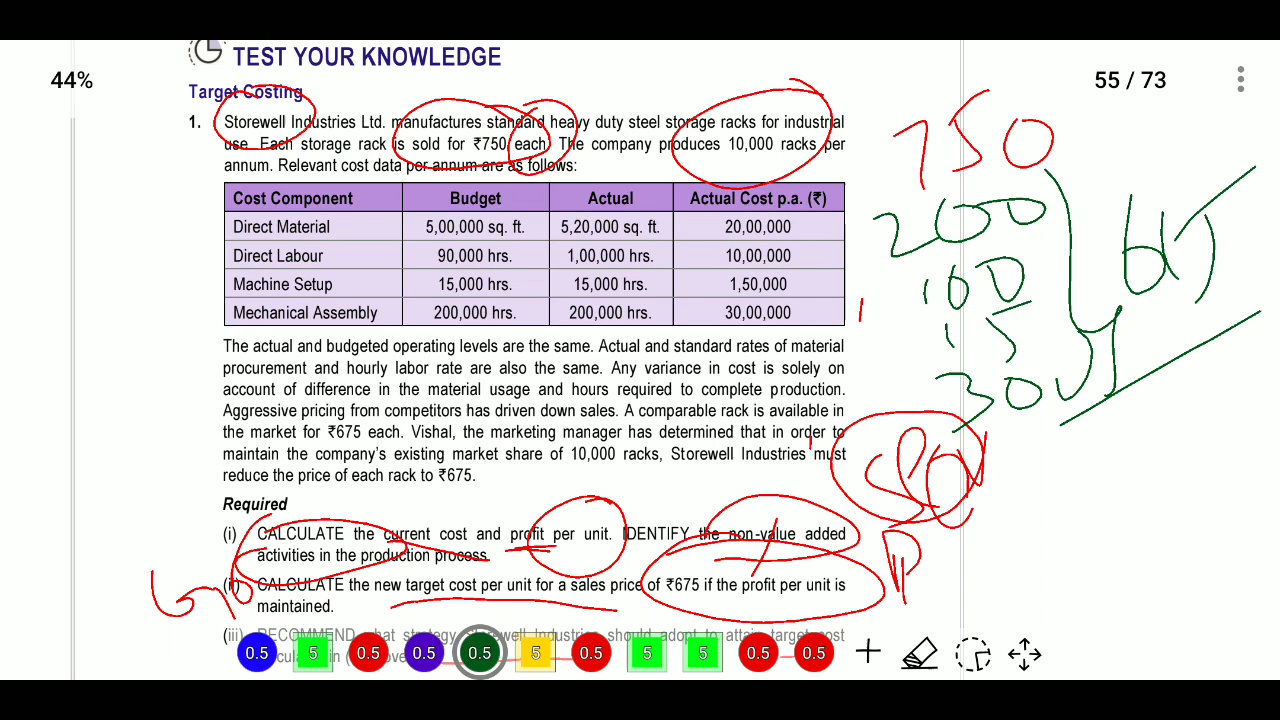 TEST YOUR KNOWLEDGE
44%
55 / 73
Target Costing
1. Storewell Industries Ltd. manufactures standard heavy duty steel storage racks for industrial
use. Each storage rack is sold for ₹750 each. The company produces 10,000 racks per
annum. Relevant cost data per annum are as follows:
Cost Component Budget Actual Actual Cost p.a. (₹)
Direct Material 5,00,000 sq. ft. 5,20,000 sq. ft. 20,00,000
Direct Labour 90,000 hrs. 1,00,000 hrs. 10,00,000
Machine Setup 15,000 hrs. 15,000 hrs. 1,50,000
Mechanical Assembly 200,000 hrs. 200,000 hrs. 30,00,000
The actual and budgeted operating levels are the same. Actual and standard rates of material
procurement and hourly labor rate are also the same. Any variance in cost is solely on
account of difference in the material usage and hours required to complete production.
Aggressive pricing from competitors has driven down sales. A comparable rack is available in
the market for ₹675 each. Vishal, the marketing manager has determined that in order to
maintain the company's existing market share of 10,000 racks, Storewell Industries must
reduce the price of each rack to ₹675.
Required
(i) CALCULATE the current cost and profit per unit. IDENTIFY the non-value added
activities in the production process.
(ii) CALCULATE the new target cost per unit for a sales price of ₹675 if the profit per unit is
maintained.
(iii) RECOMMEND what strategy Storewell Industries should adopt to attain target cost
750
200
100
15
300
615
0.5 5 0.5 0.5 0.5 5 0.5 5 5 0.5 0.5